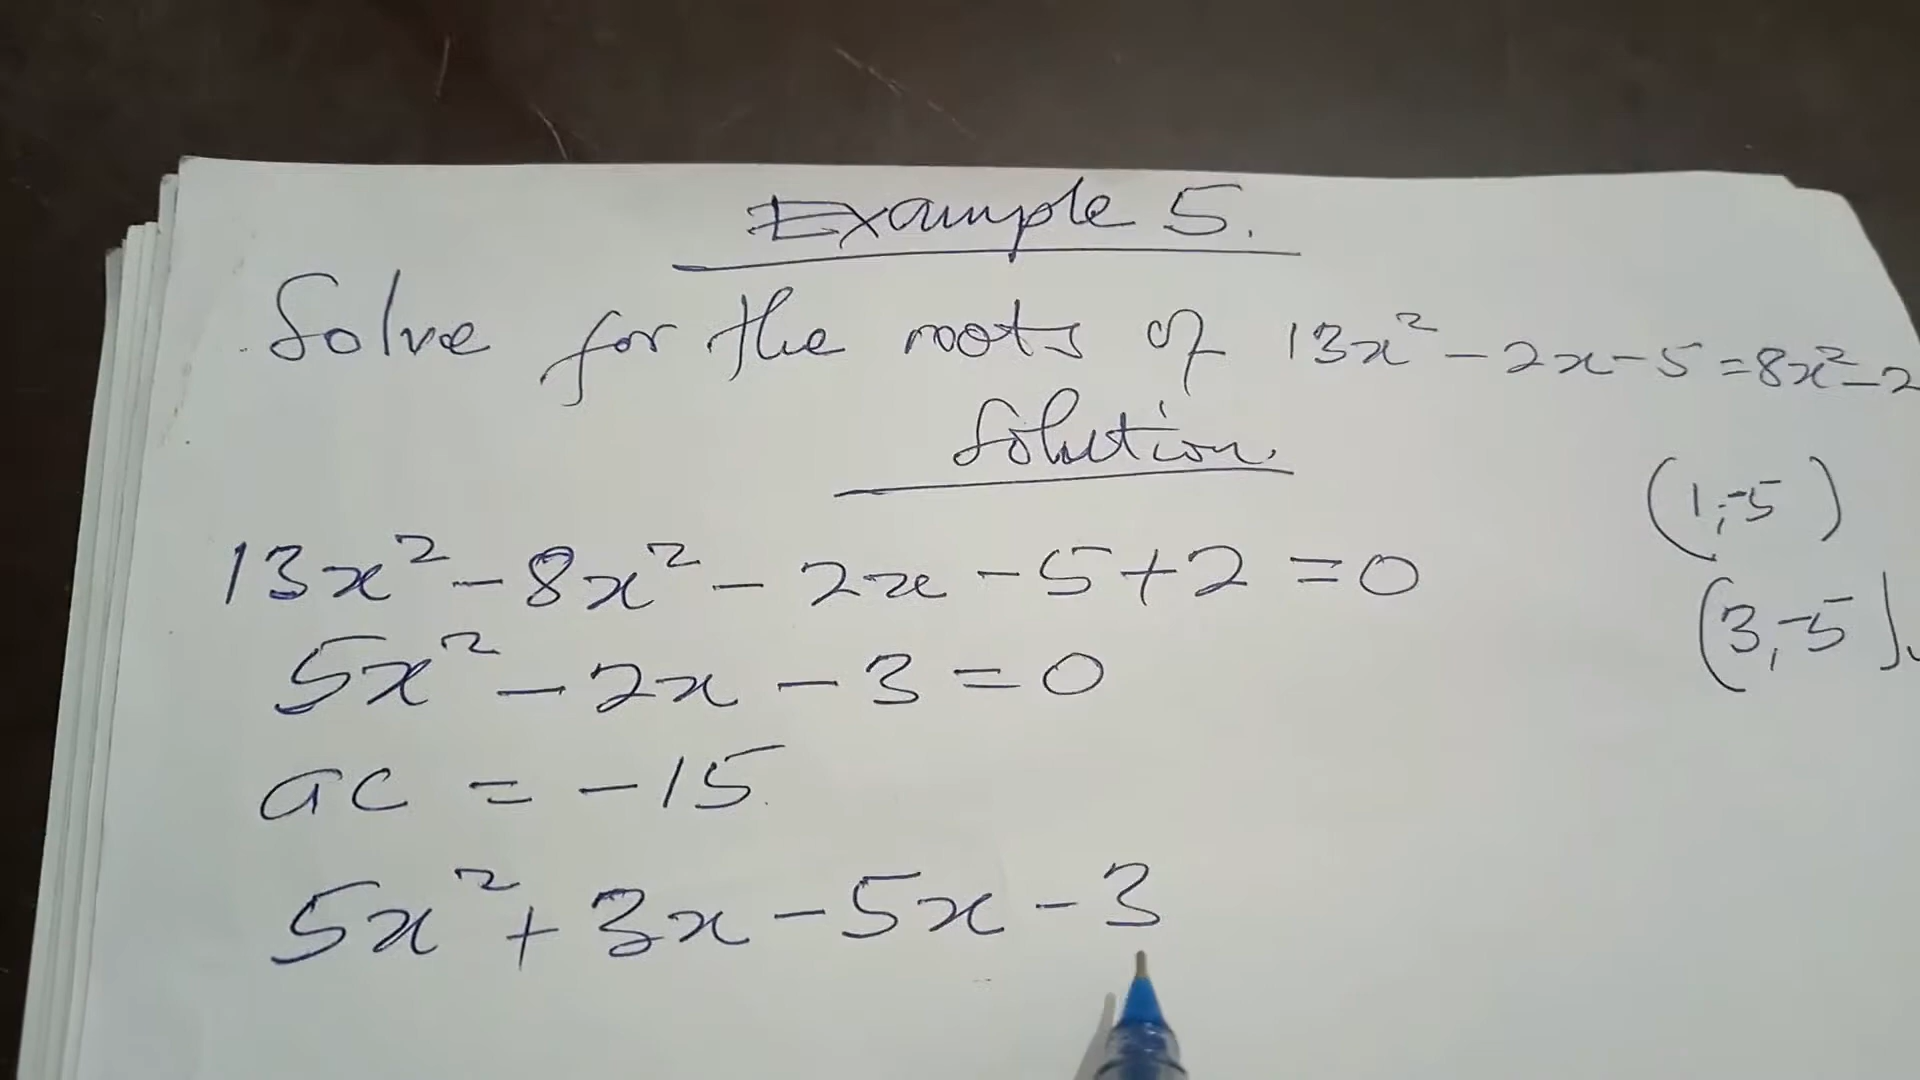 Example 5.
Solve for the roots of 13x² - 2x - 5 = 8x² - 2
Solution.
(1, -5)
13x² - 8x² - 2x - 5 + 2 = 0
(3, -5)
5x² - 2x - 3 = 0
ac = -15
5x² + 3x - 5x - 3